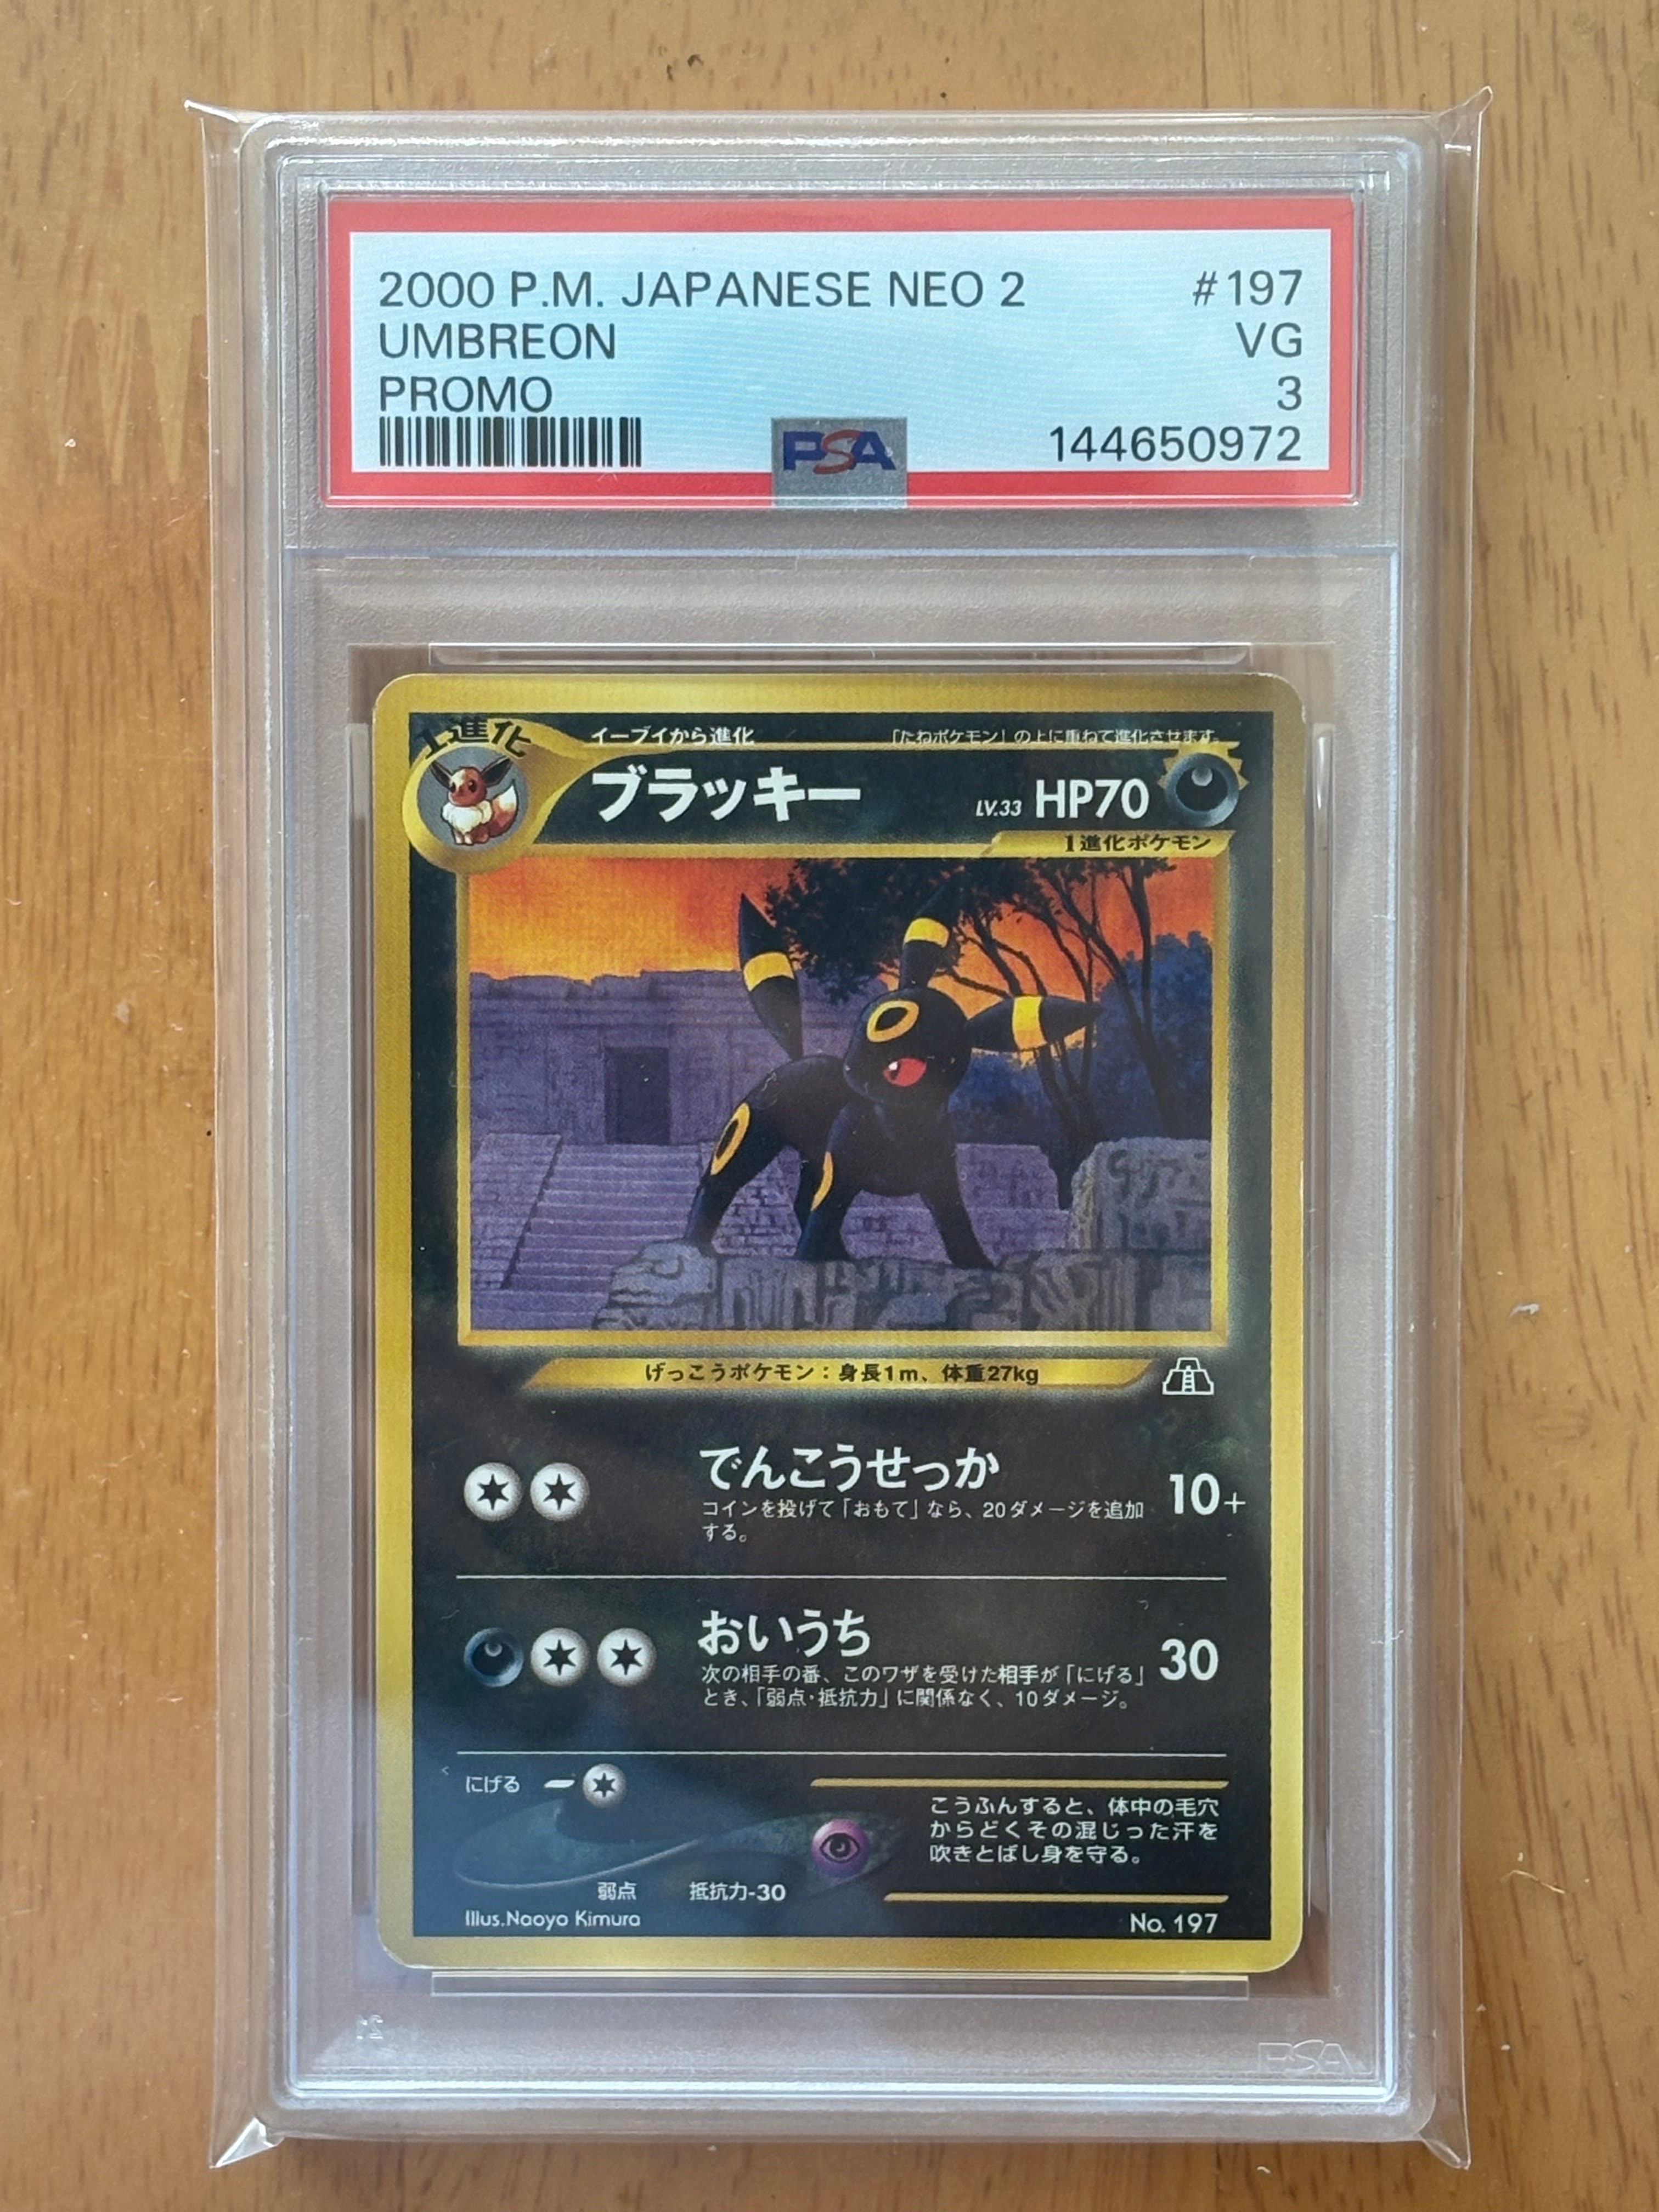 2000 P.M. JAPANESE NEO 2 #197
UMBREON VG
PROMO 3
PSA 144650972
1進化
イーブイから進化 「たねポケモン」の上に重ねて進化させます。
ブラッキー LV.33 HP70
1進化ポケモン
げっこうポケモン：身長1m、体重27kg
でんこうせっか 10+
コインを投げて「おもて」なら、20ダメージを追加
する。
おいうち 30
次の相手の番、このワザを受けた相手が「にげる」
とき、「弱点・抵抗力」に関係なく、10ダメージ。
にげる
こうふんすると、体中の毛穴
からどくその混じった汗を
吹きとばし身を守る。
弱点 抵抗力-30
Illus.Naoyo Kimura No. 197
PSA